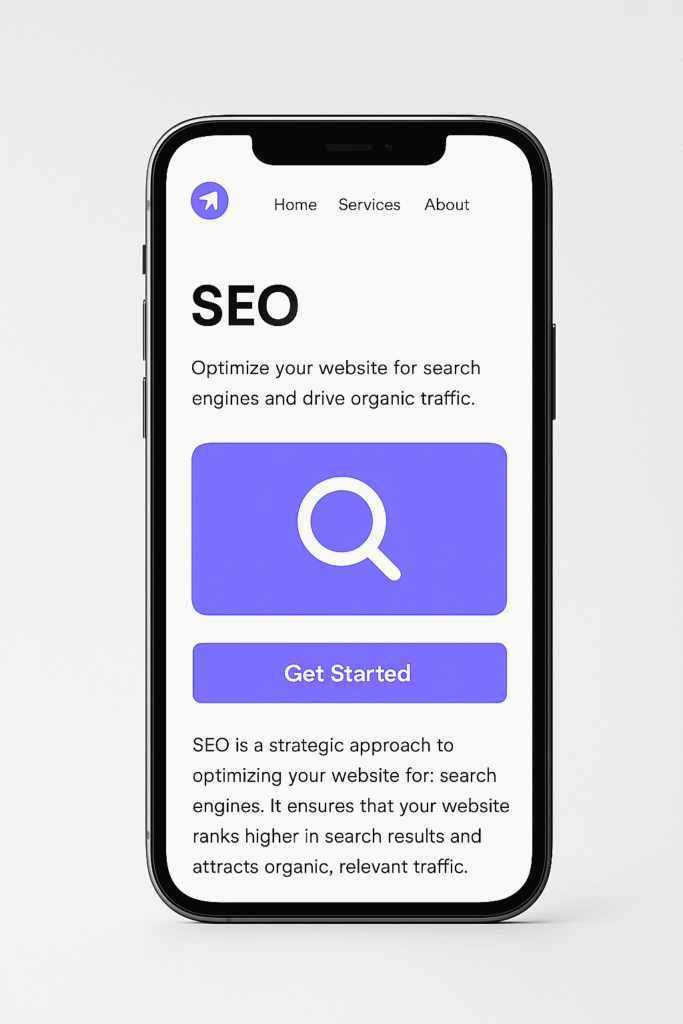 Home Services About
SEO
Optimize your website for search
engines and drive organic traffic.
Get Started
SEO is a strategic approach to
optimizing your website for: search
engines. It ensures that your website
ranks higher in search results and
attracts organic, relevant traffic.